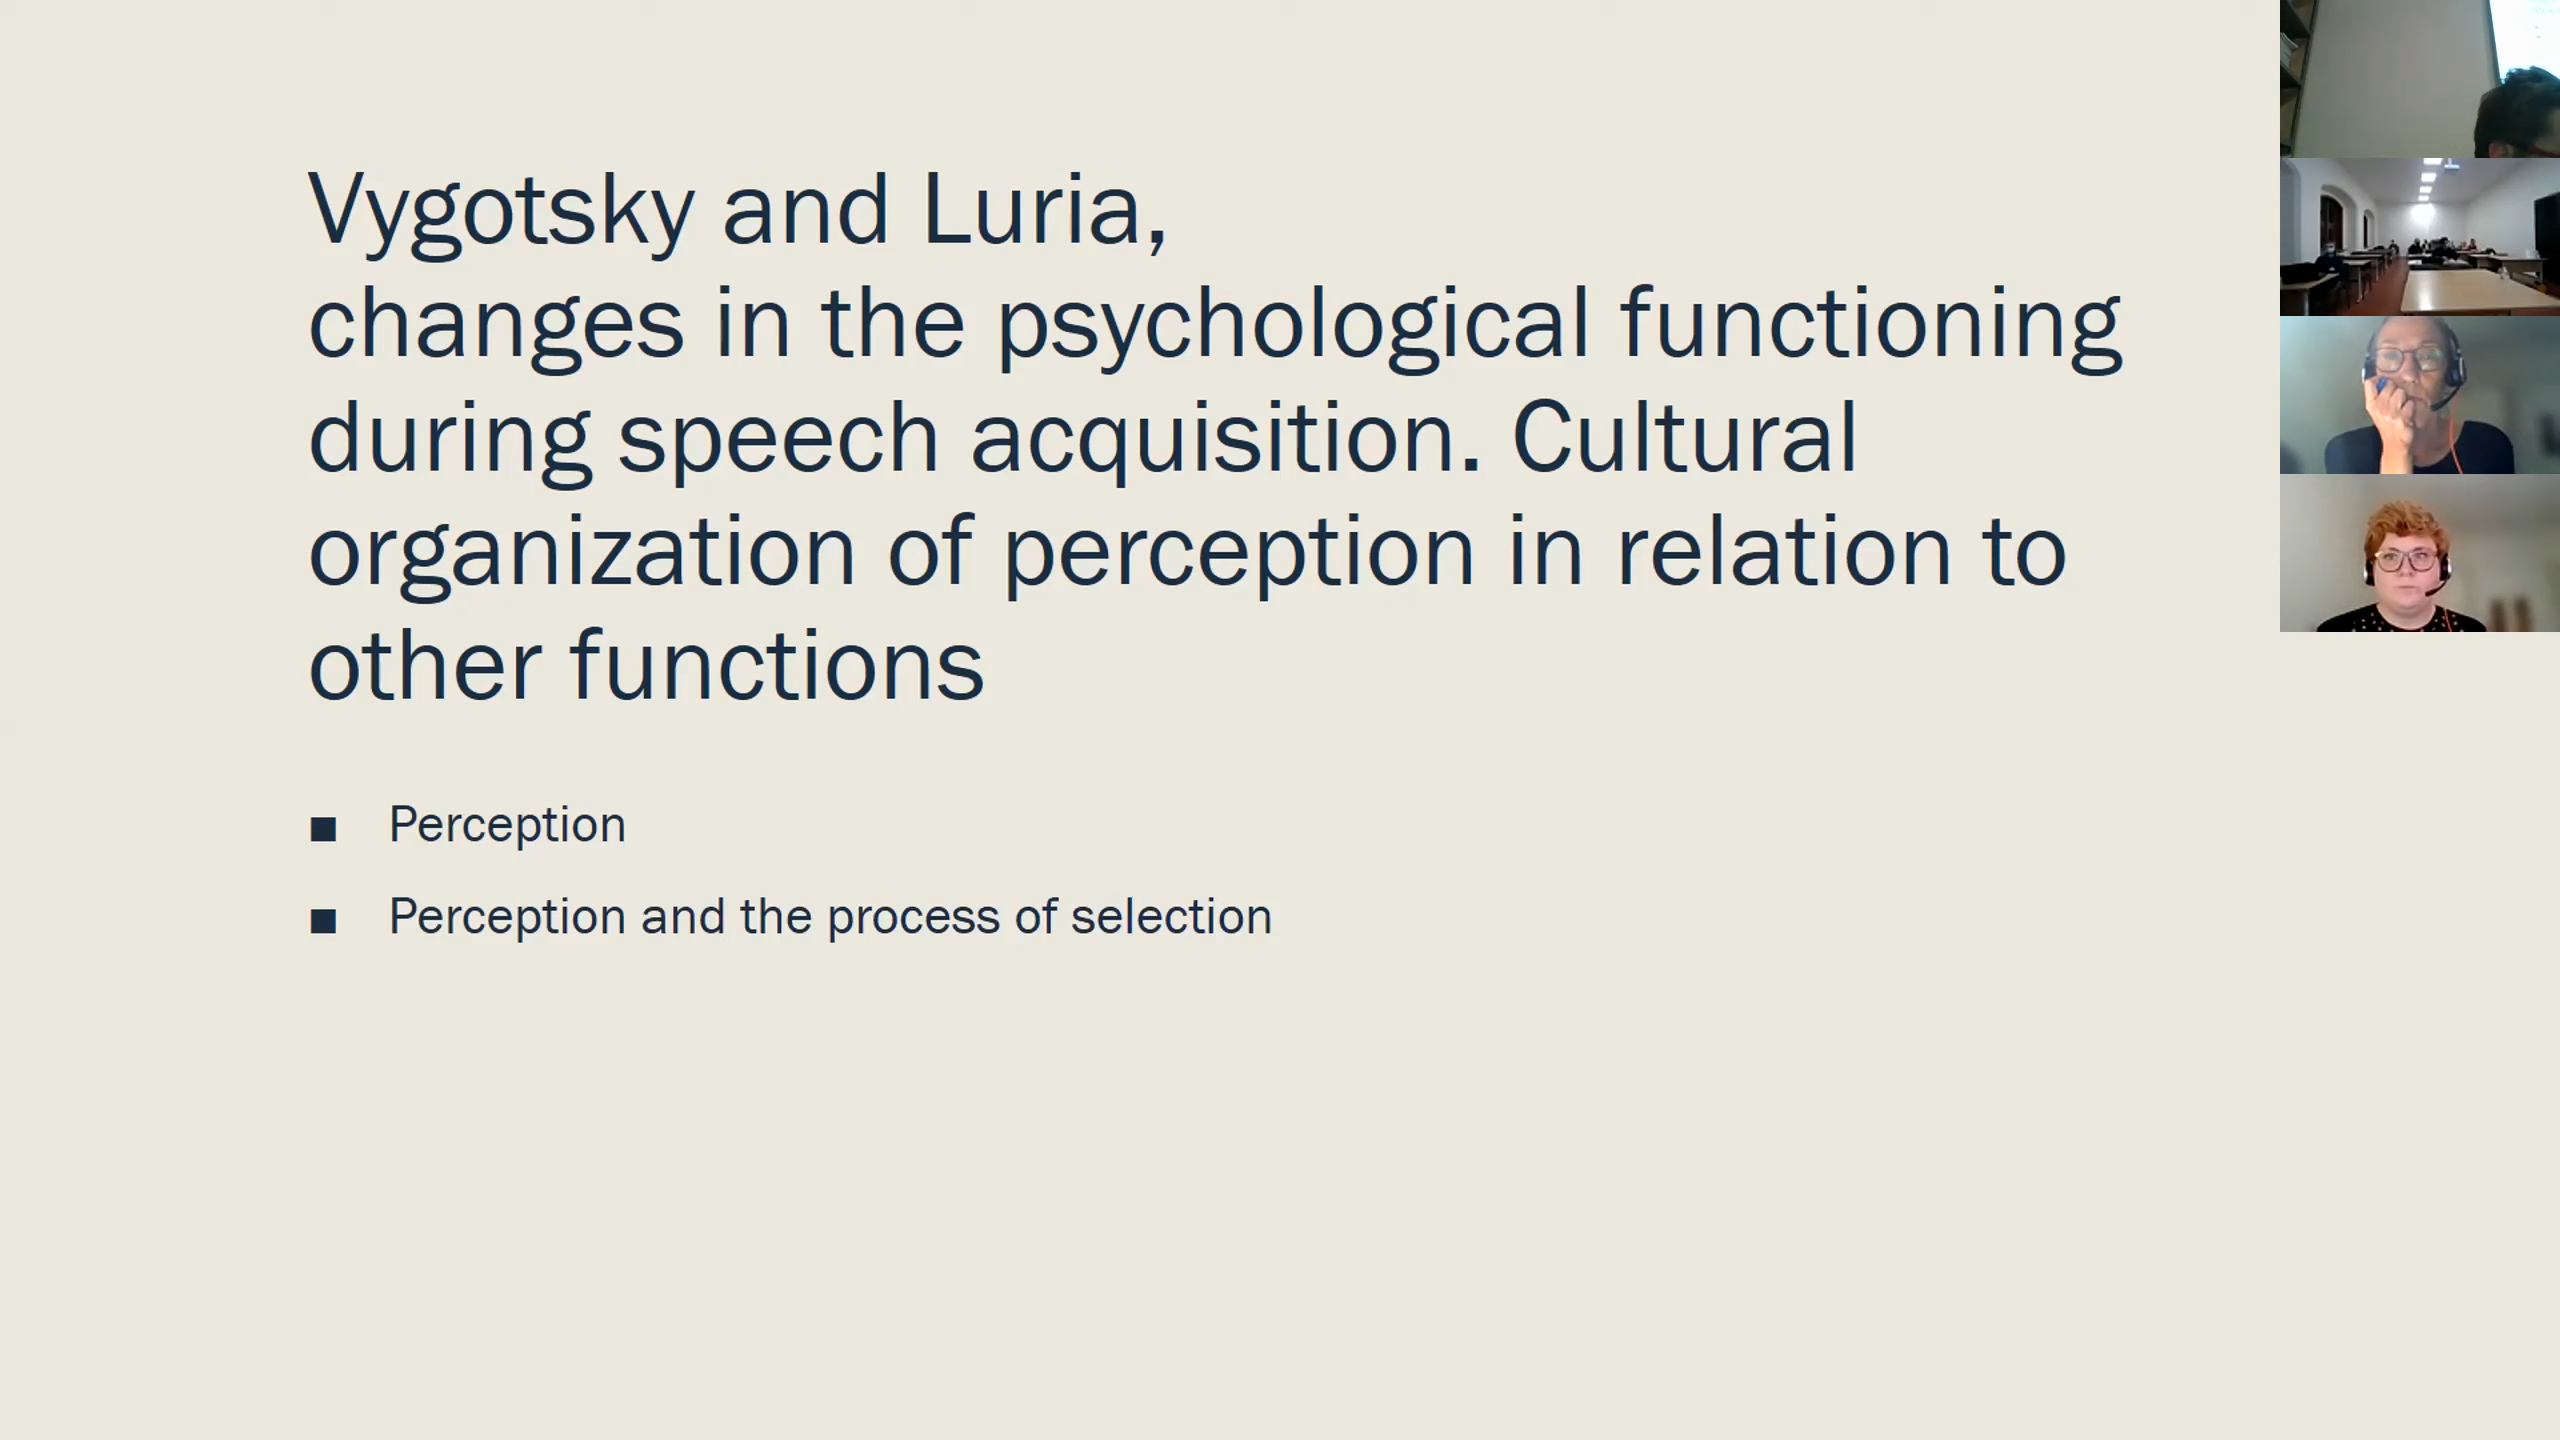 Vygotsky and Luria,
changes in the psychological functioning
during speech acquisition. Cultural
organization of perception in relation to
other functions
■ Perception
■ Perception and the process of selection